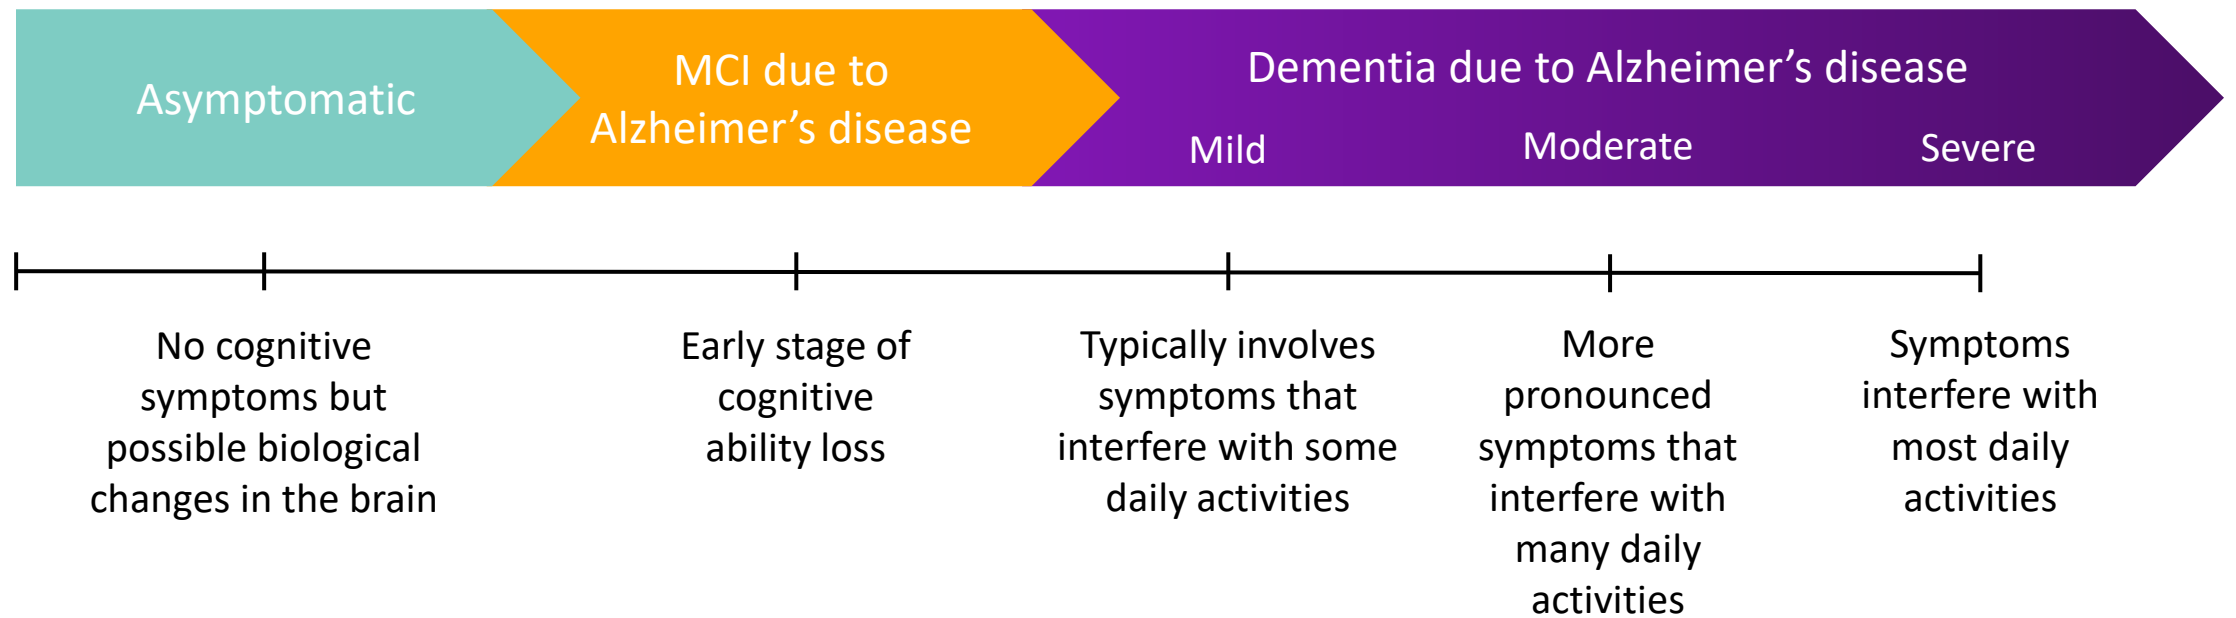 Asymptomatic
MCI due to
Alzheimer’s disease
Dementia due to Alzheimer’s disease
Mild
Moderate
Severe
No cognitive
symptoms but
possible biological
changes in the brain
Early stage of
cognitive
ability loss
Typically involves
symptoms that
interfere with some
daily activities
More
pronounced
symptoms that
interfere with
many daily
activities
Symptoms
interfere with
most daily
activities